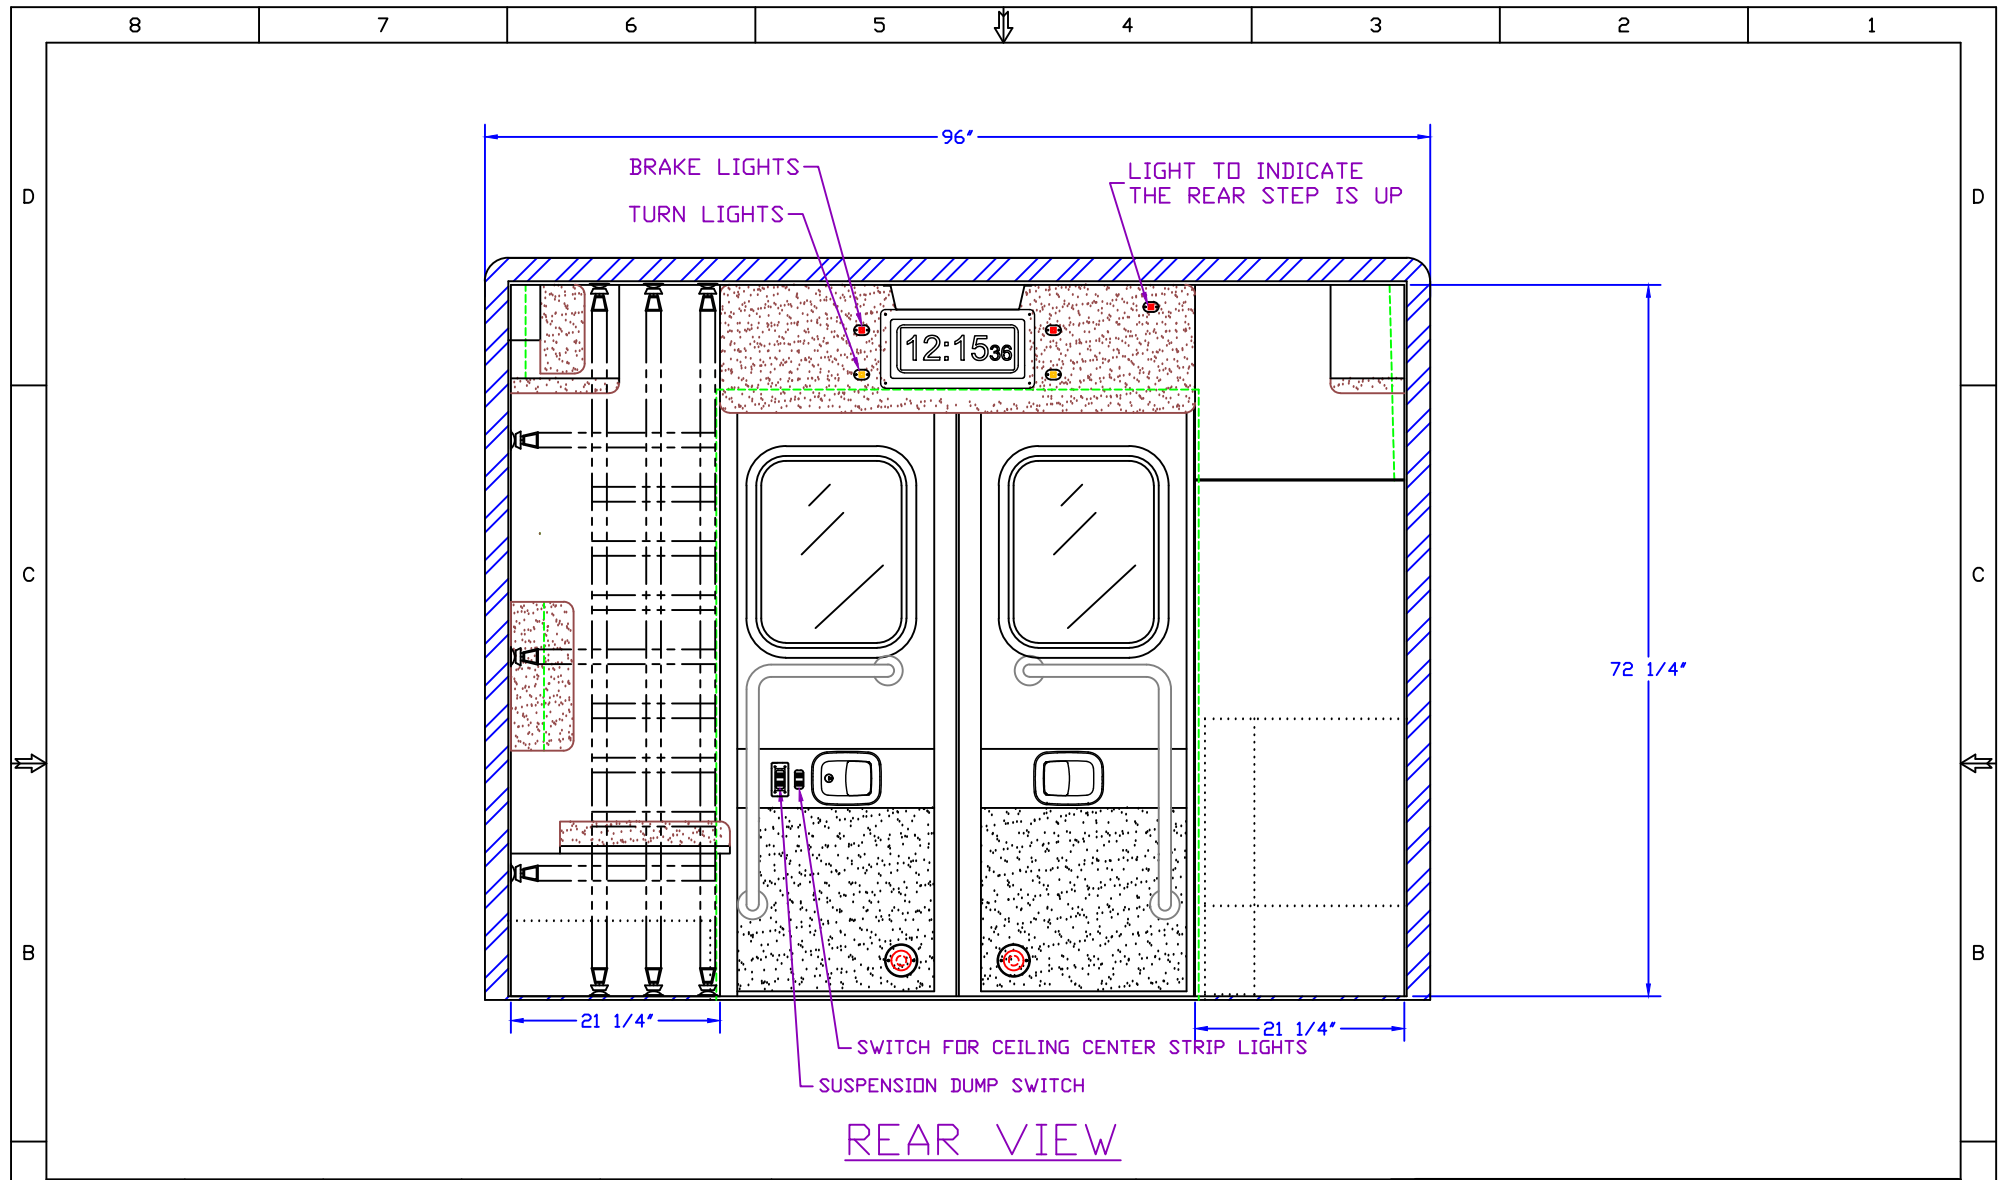 8 7 6 5 4 3 2 1
96"
BRAKE LIGHTS
LIGHT TO INDICATE
THE REAR STEP IS UP
TURN LIGHTS
D D
12:15 36
C C
72 1/4"
B B
21 1/4"
21 1/4"
SWITCH FOR CEILING CENTER STRIP LIGHTS
SUSPENSION DUMP SWITCH
REAR VIEW